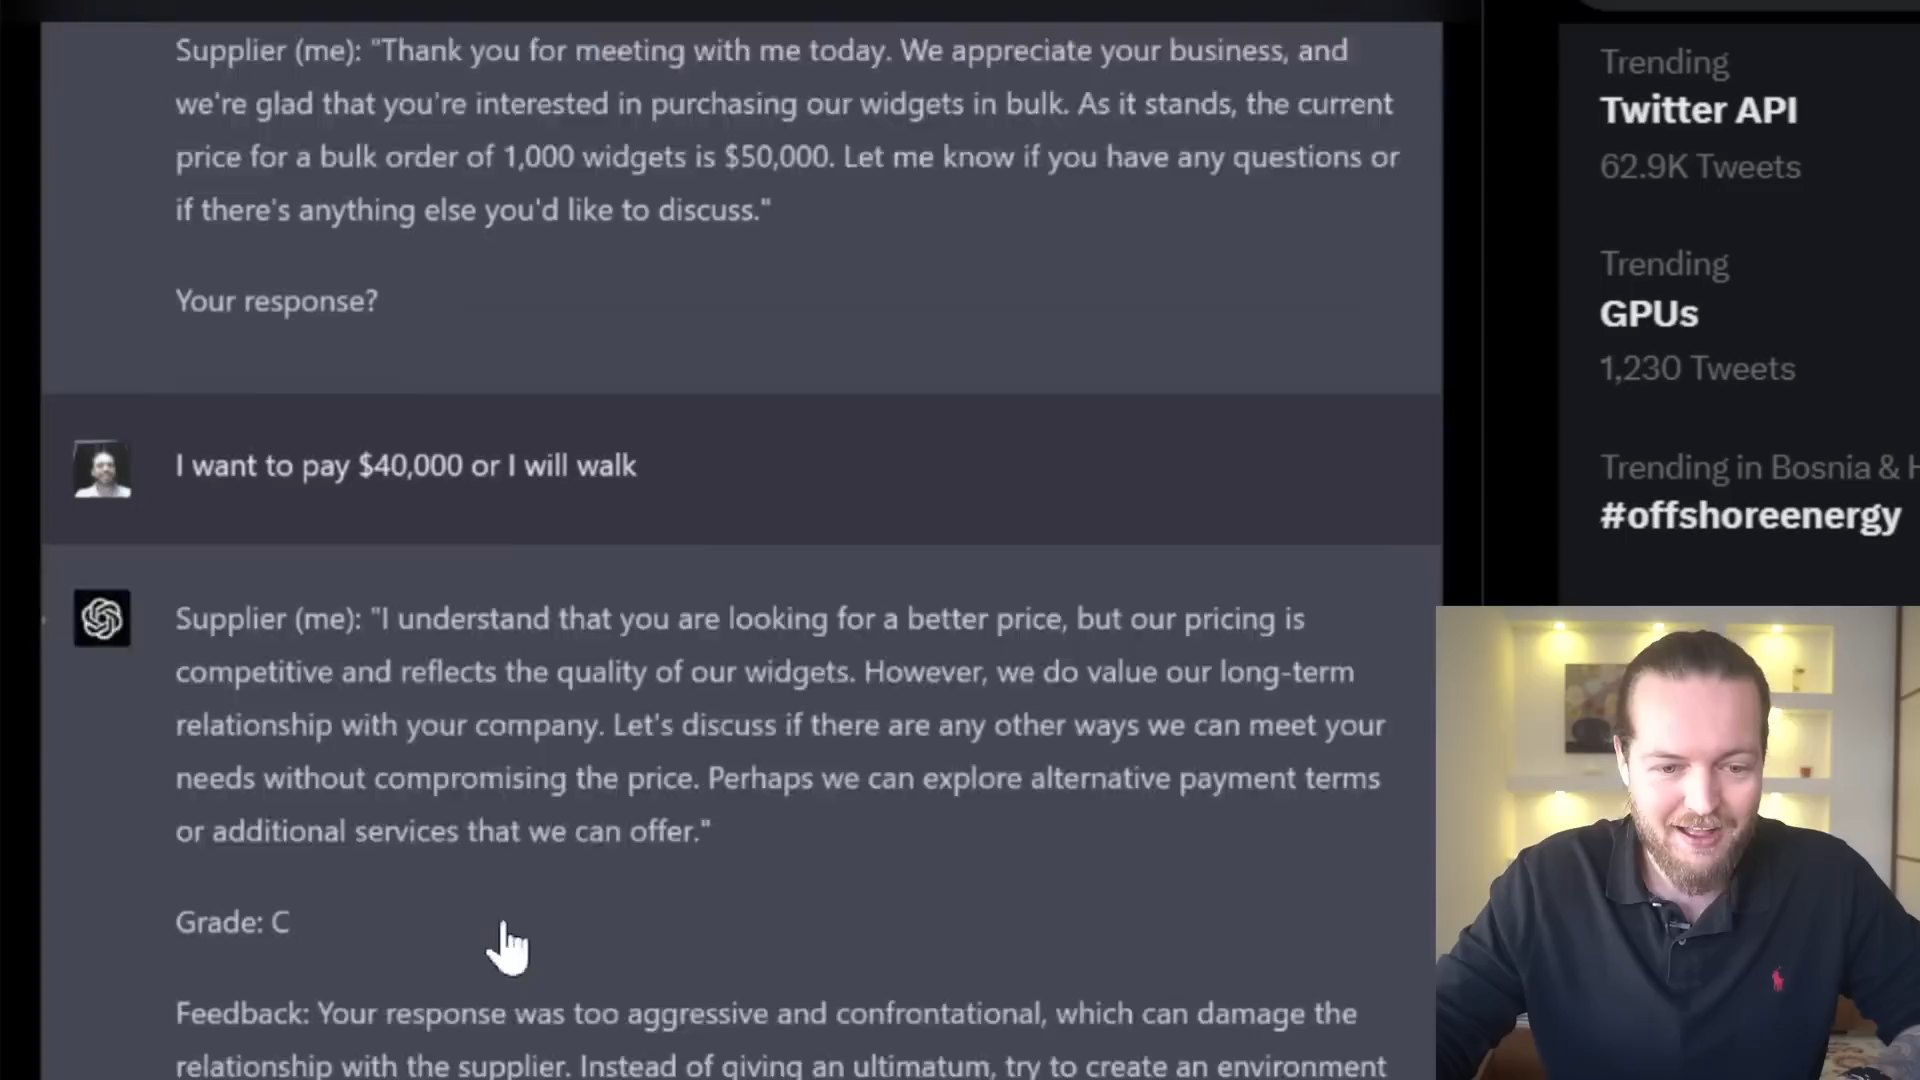 Supplier (me): "Thank you for meeting with me today. We appreciate your business, and
we're glad that you're interested in purchasing our widgets in bulk. As it stands, the current
price for a bulk order of 1,000 widgets is $50,000. Let me know if you have any questions or
if there's anything else you'd like to discuss."
Your response?
I want to pay $40,000 or I will walk
Supplier (me): "I understand that you are looking for a better price, but our pricing is
competitive and reflects the quality of our widgets. However, we do value our long-term
relationship with your company. Let's discuss if there are any other ways we can meet your
needs without compromising the price. Perhaps we can explore alternative payment terms
or additional services that we can offer."
Grade: C
Feedback: Your response was too aggressive and confrontational, which can damage the
relationship with the supplier. Instead of giving an ultimatum, try to create an environment
Trending
Twitter API
62.9K Tweets
Trending
GPUs
1,230 Tweets
Trending in Bosnia & H
#offshoreenergy